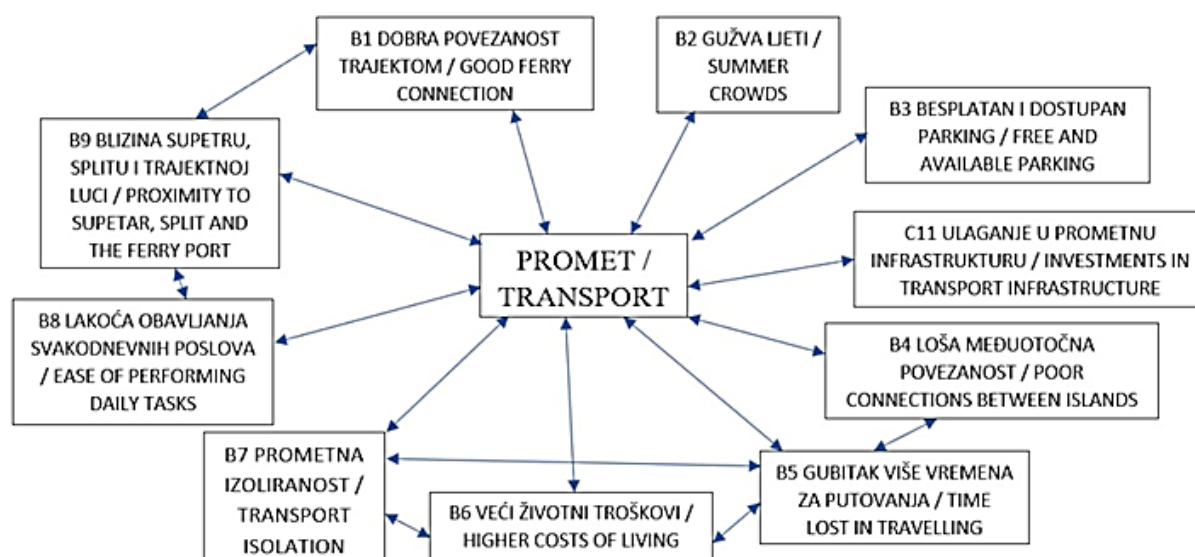 B1 DOBRA POVEZANOST
TRAJEKTOM / GOOD FERRY
CONNECTION
B2 GUŽVA LJETI /
SUMMER
CROWDS
B3 BESPLATAN I DOSTUPAN
PARKING / FREE AND
AVAILABLE PARKING
B9 BLIZINA SUPETRU,
SPLITU I TRAJEKTNOJ
LUCI / PROXIMITY TO
SUPETAR, SPLIT AND
THE FERRY PORT
PROMET /
TRANSPORT
C11 ULAGANJE U PROMETNU
INFRASTRUKTURU / INVESTMENTS IN
TRANSPORT INFRASTRUCTURE
B8 LAKOĆA OBAVLJANJA
SVAKODNEVNIH POSLOVA
/ EASE OF PERFORMING
DAILY TASKS
B4 LOŠA MEĐUOTOČNA
POVEZANOST / POOR
CONNECTIONS BETWEEN ISLANDS
B7 PROMETNA
IZOLIRANOST /
TRANSPORT
ISOLATION
B6 VEĆI ŽIVOTNI TROŠKOVI /
HIGHER COSTS OF LIVING
B5 GUBITAK VIŠE VREMENA
ZA PUTOVANJA / TIME
LOST IN TRAVELLING